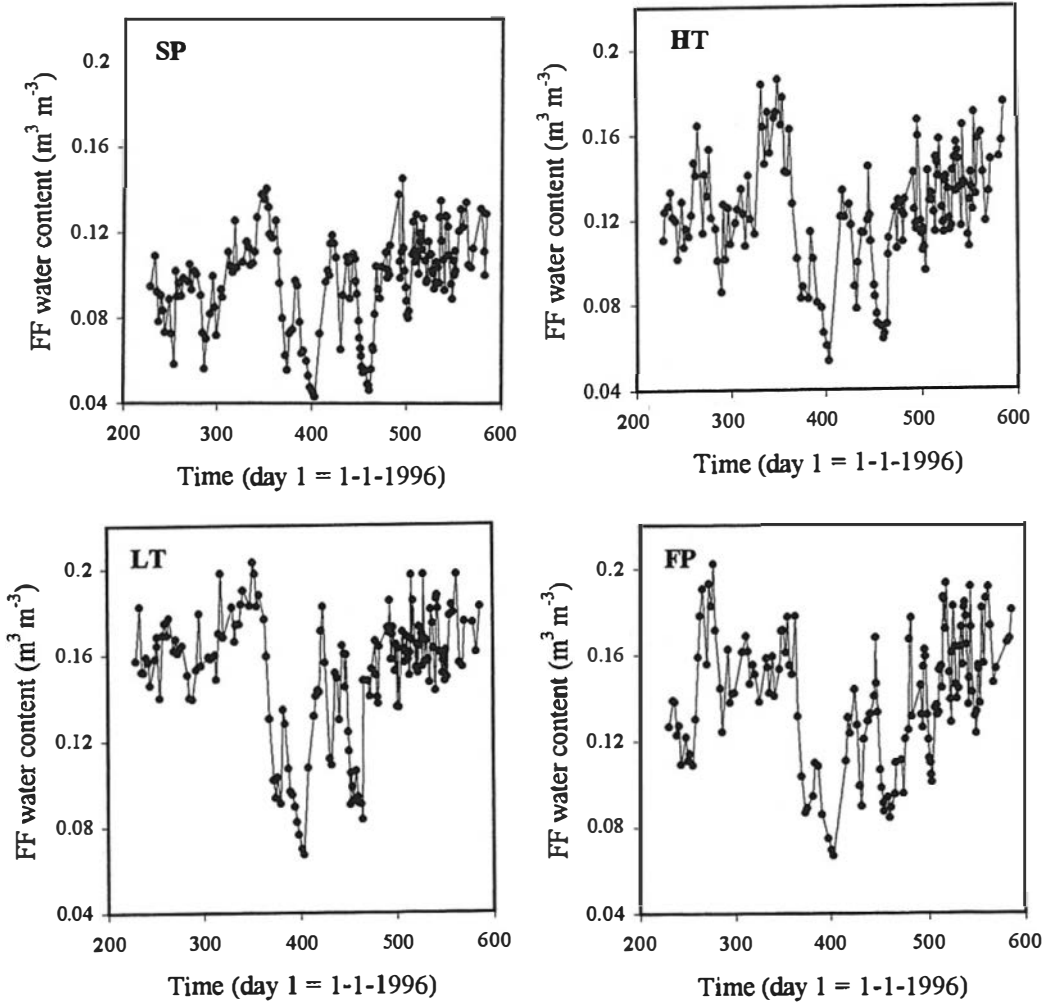 SP
FF water content (m³ m⁻³)
0.2
0.16
0.12
0.08
0.04
200 300 400 500 600
Time (day 1 = 1-1-1996)
HT
FF water content (m³ m⁻³)
0.2
0.16
0.12
0.08
0.04
200 300 400 500 600
Time (day 1 = 1-1-1996)
LT
FF water content (m³ m⁻³)
0.2
0.16
0.12
0.08
0.04
200 300 400 500 600
Time (day 1 = 1-1-1996)
FP
FF water content (m³ m⁻³)
0.2
0.16
0.12
0.08
0.04
200 300 400 500 600
Time (day 1 = 1-1-1996)